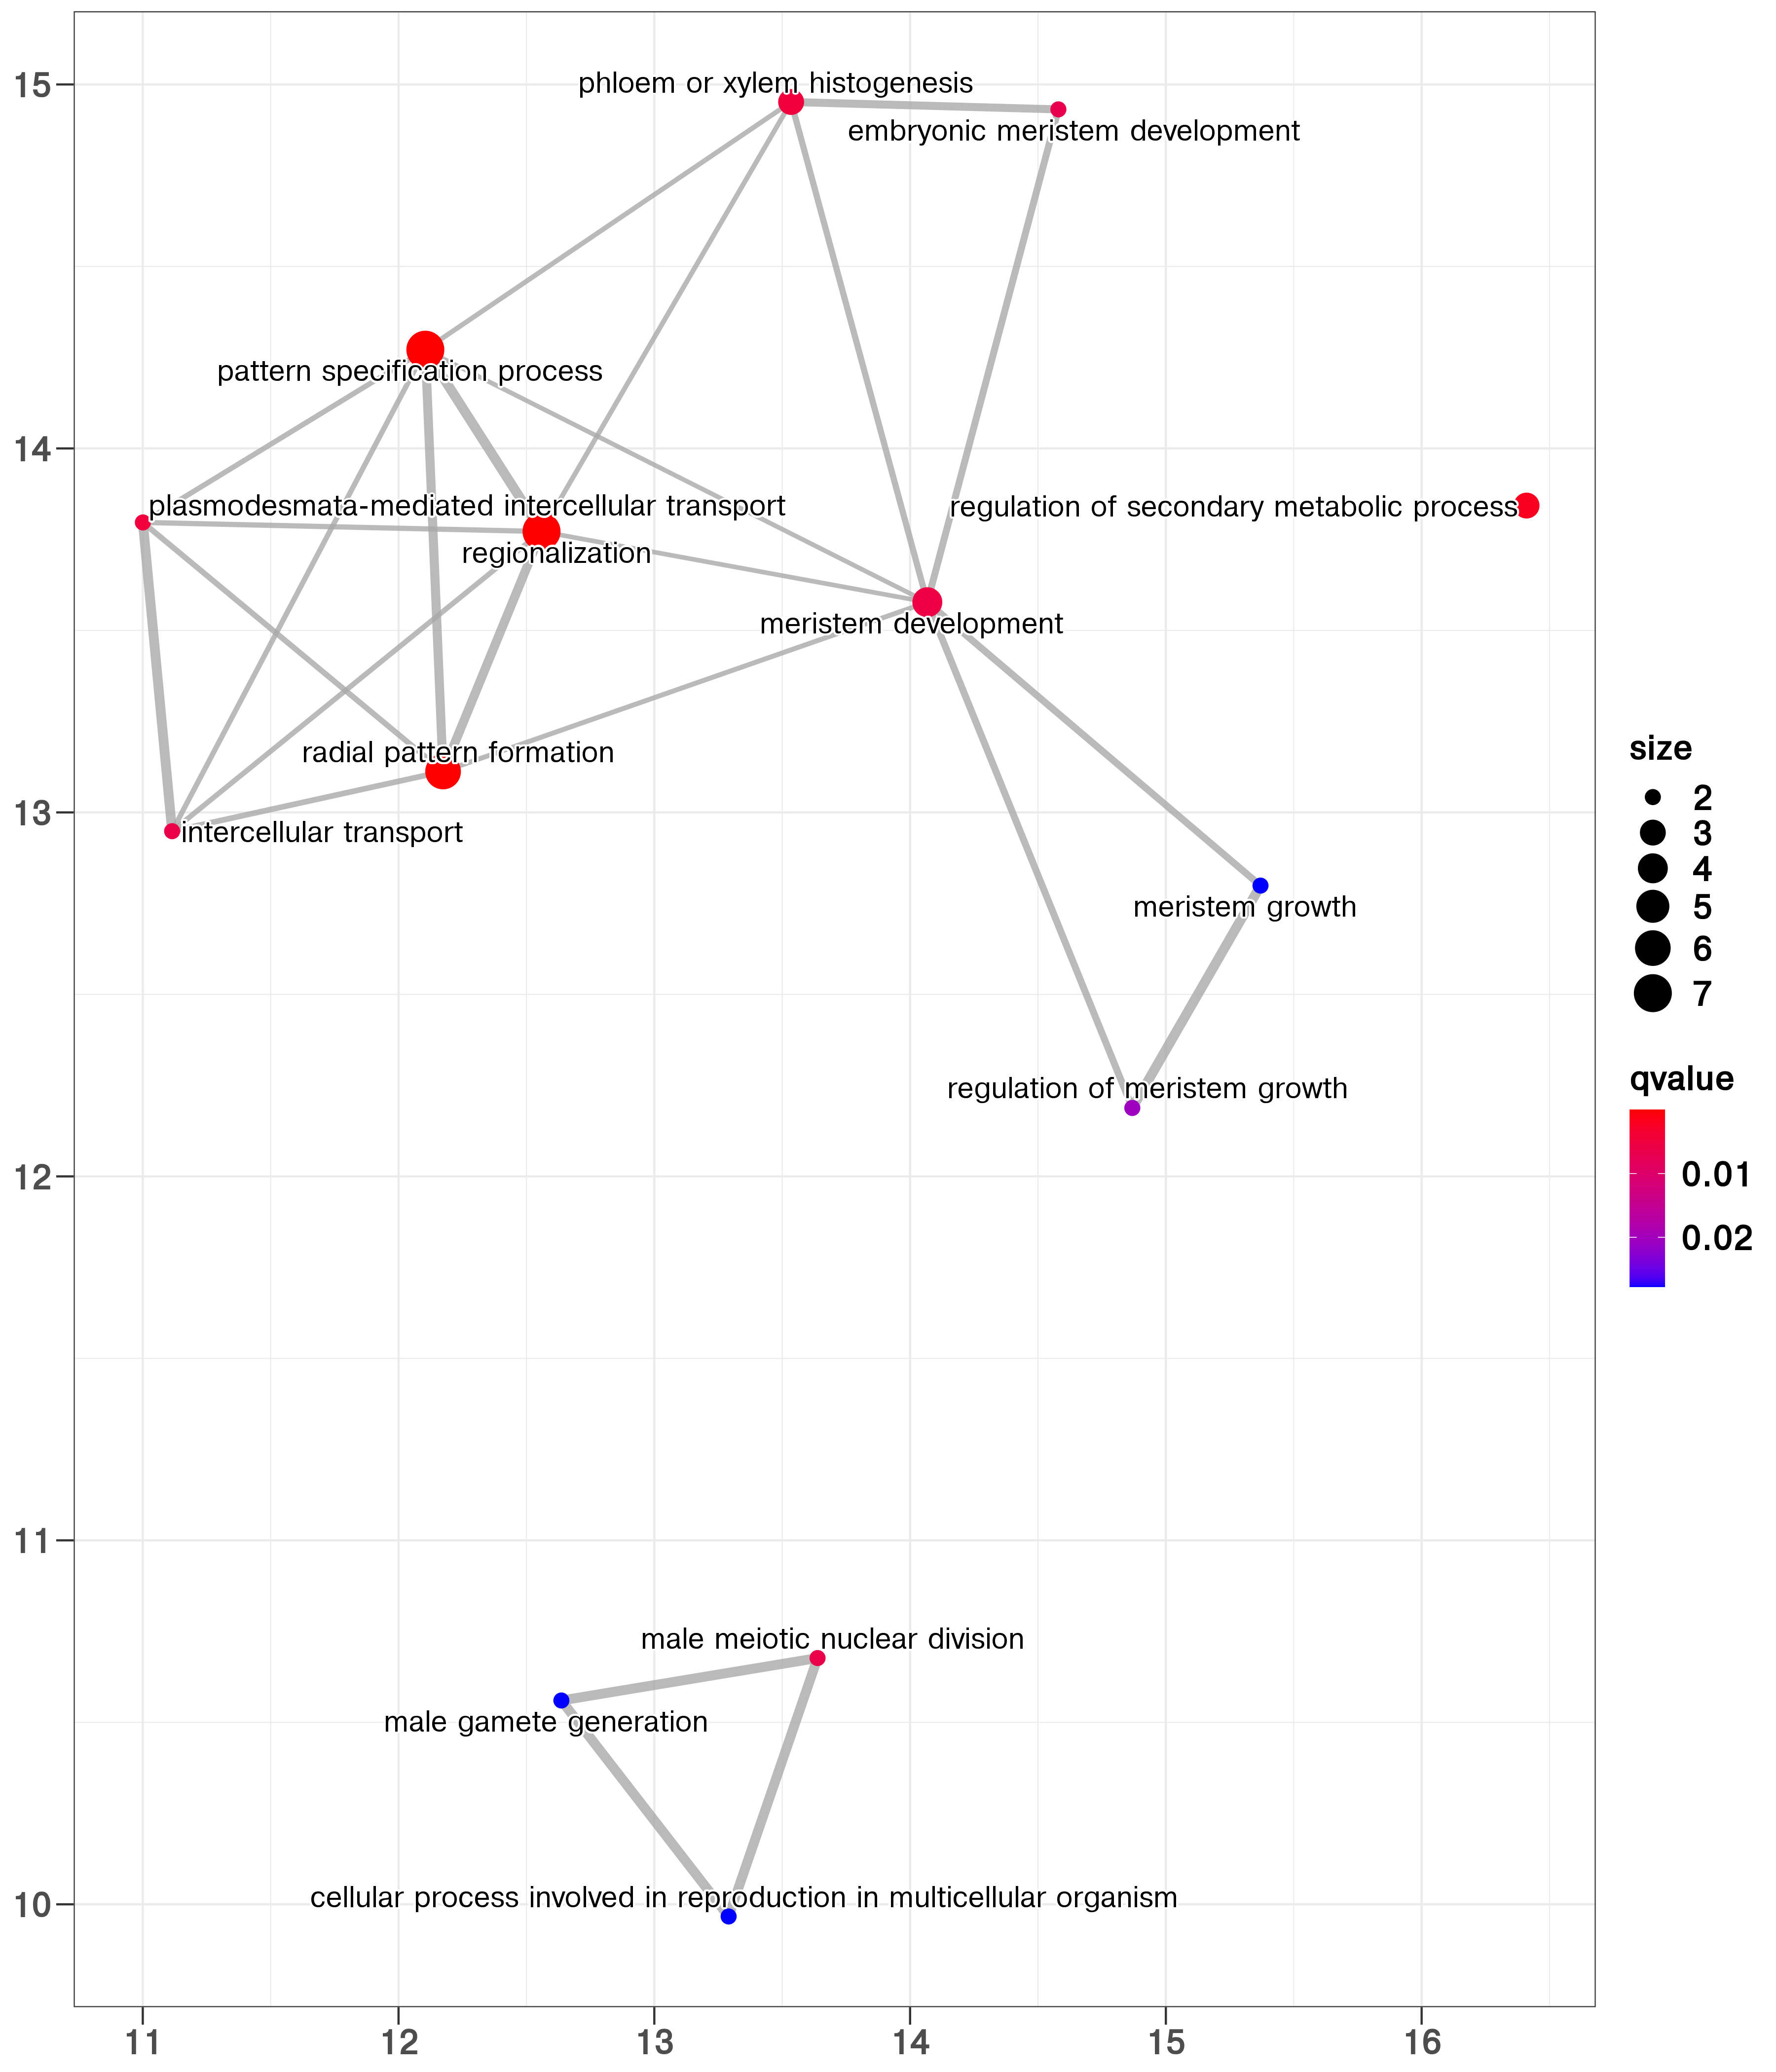 15
14
13
12
11
10
phloem or xylem histogenesis
embryonic meristem development
pattern specification process
plasmodesmata-mediated intercellular transport
regulation of secondary metabolic process
regionalization
meristem development
radial pattern formation
intercellular transport
meristem growth
regulation of meristem growth
male meiotic nuclear division
male gamete generation
cellular process involved in reproduction in multicellular organism
11 12 13 14 15 16
size
2
3
4
5
6
7
qvalue
0.01
0.02